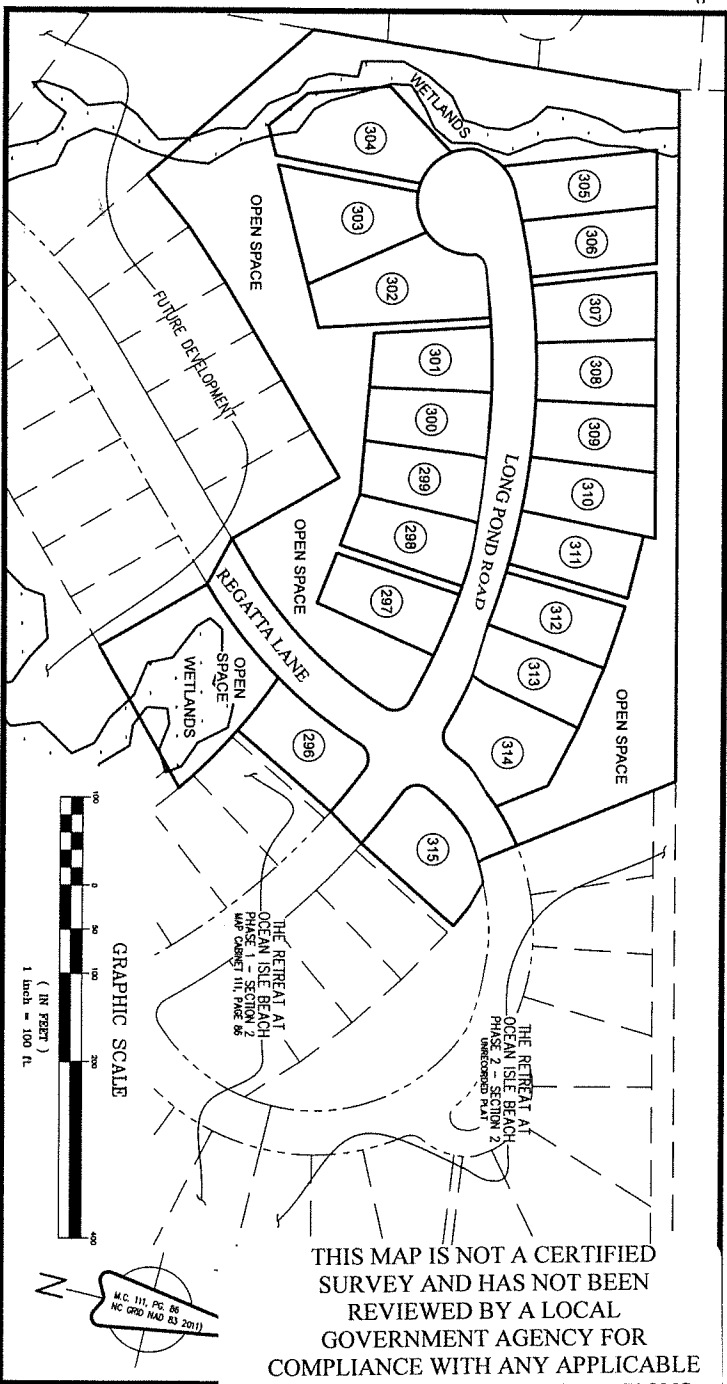 WETLANDS
304
305
303
306
OPEN SPACE
302
307
FUTURE DEVELOPMENT
301
308
300
309
LONG POND ROAD
299
310
298
311
OPEN SPACE
297
312
REGATTA LANE
313
OPEN
SPACE
WETLANDS
314
OPEN SPACE
296
315
THE RETREAT AT
OCEAN ISLE BEACH
PHASE 1 - SECTION 2
MAP CABINET 111, PAGE 86
THE RETREAT AT
OCEAN ISLE BEACH
PHASE 2 - SECTION 2
UNRECORDED PLAT
100
0
50
100
200
400
GRAPHIC SCALE
( IN FEET )
1 inch = 100 ft.
N
M.C. 111, PG. 86
NC GRID NAD 83 2011)
THIS MAP IS NOT A CERTIFIED
SURVEY AND HAS NOT BEEN
REVIEWED BY A LOCAL
GOVERNMENT AGENCY FOR
COMPLIANCE WITH ANY APPLICABLE